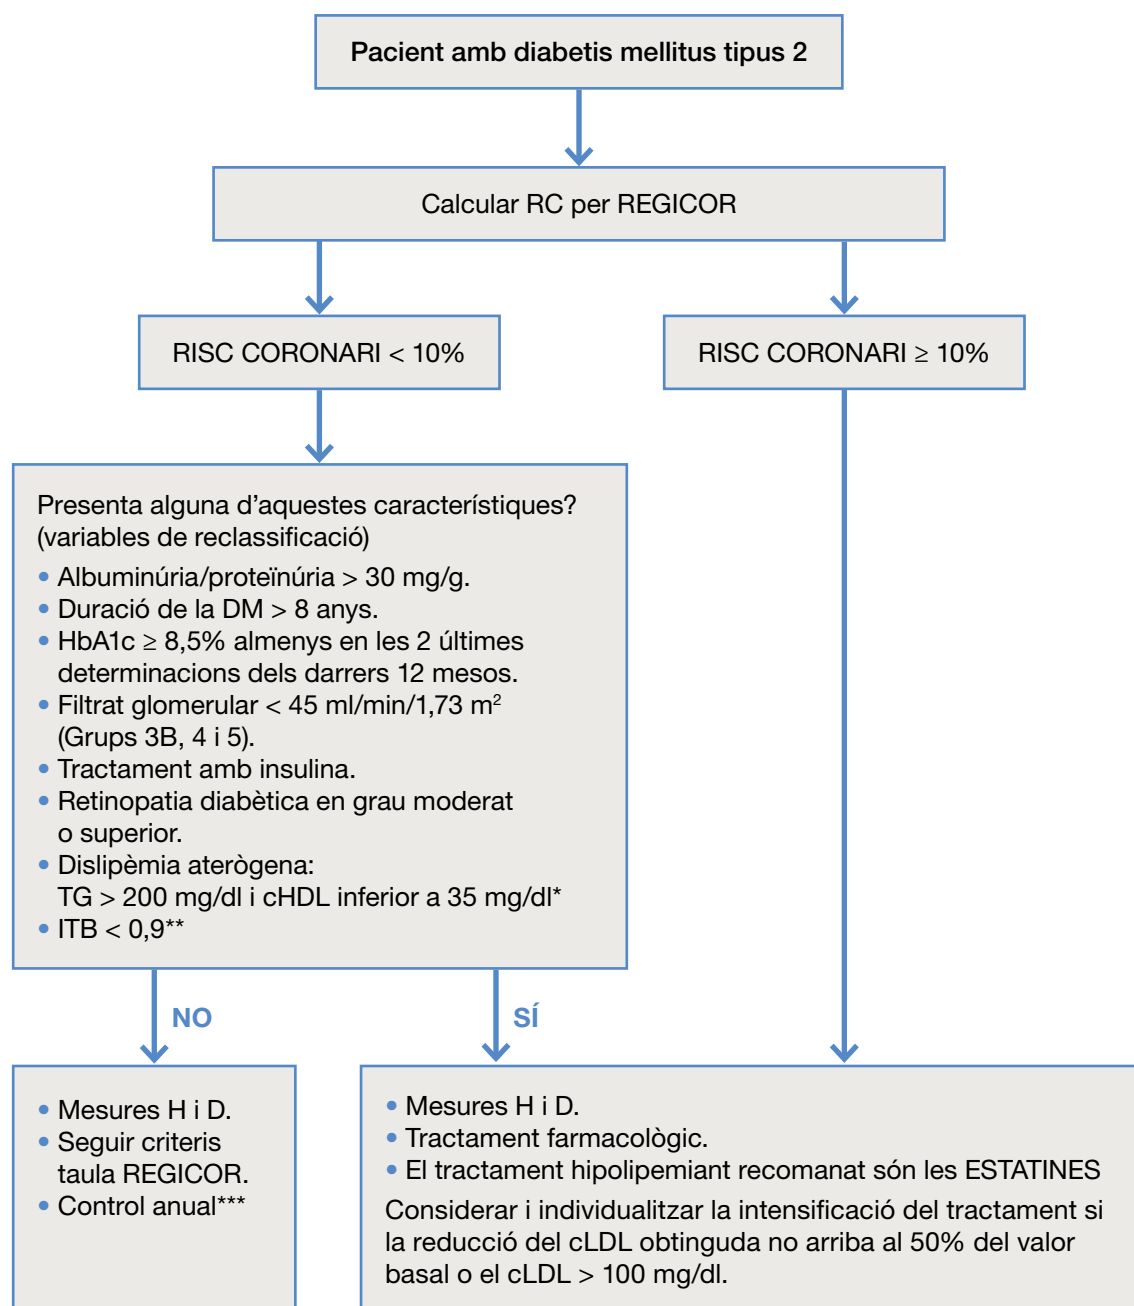 Pacient amb diabetis mellitus tipus 2
Calcular RC per REGICOR
RISC CORONARI < 10%
RISC CORONARI ≥ 10%
Presenta alguna d’aquestes característiques?
(variables de reclassificació)
• Albuminúria/proteïnúria > 30 mg/g.
• Duració de la DM > 8 anys.
• HbA1c ≥ 8,5% almenys en les 2 últimes
determinacions dels darrers 12 mesos.
• Filtrat glomerular < 45 ml/min/1,73 m²
(Grups 3B, 4 i 5).
• Tractament amb insulina.
• Retinopatia diabètica en grau moderat
o superior.
• Dislipèmia aterògena:
TG > 200 mg/dl i cHDL inferior a 35 mg/dl*
• ITB < 0,9**
NO
SÍ
• Mesures H i D.
• Seguir criteris
taula REGICOR.
• Control anual***
• Mesures H i D.
• Tractament farmacològic.
• El tractament hipolipemiant recomanat són les ESTATINES
Considerar i individualitzar la intensificació del tractament si
la reducció del cLDL obtinguda no arriba al 50% del valor
basal o el cLDL > 100 mg/dl.